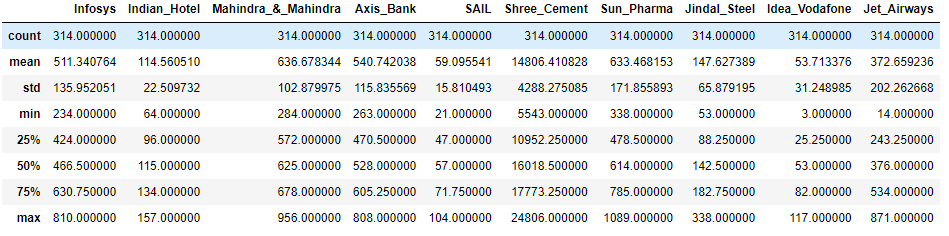 Infosys Indian_Hotel Mahindra_&_Mahindra Axis_Bank SAIL Shree_Cement Sun_Pharma Jindal_Steel Idea_Vodafone Jet_Airways
count 314.000000 314.000000 314.000000 314.000000 314.000000 314.000000 314.000000 314.000000 314.000000 314.000000
mean 511.340764 114.560510 636.678344 540.742038 59.095541 14806.410828 633.468153 147.627389 53.713376 372.659236
std 135.952051 22.509732 102.879975 115.835569 15.810493 4288.275085 171.855893 65.879195 31.248985 202.262668
min 234.000000 64.000000 284.000000 263.000000 21.000000 5543.000000 338.000000 53.000000 3.000000 14.000000
25% 424.000000 96.000000 572.000000 470.500000 47.000000 10952.250000 478.500000 88.250000 25.250000 243.250000
50% 466.500000 115.000000 625.000000 528.000000 57.000000 16018.500000 614.000000 142.500000 53.000000 376.000000
75% 630.750000 134.000000 678.000000 605.250000 71.750000 17773.250000 785.000000 182.750000 82.000000 534.000000
max 810.000000 157.000000 956.000000 808.000000 104.000000 24806.000000 1089.000000 338.000000 117.000000 871.000000